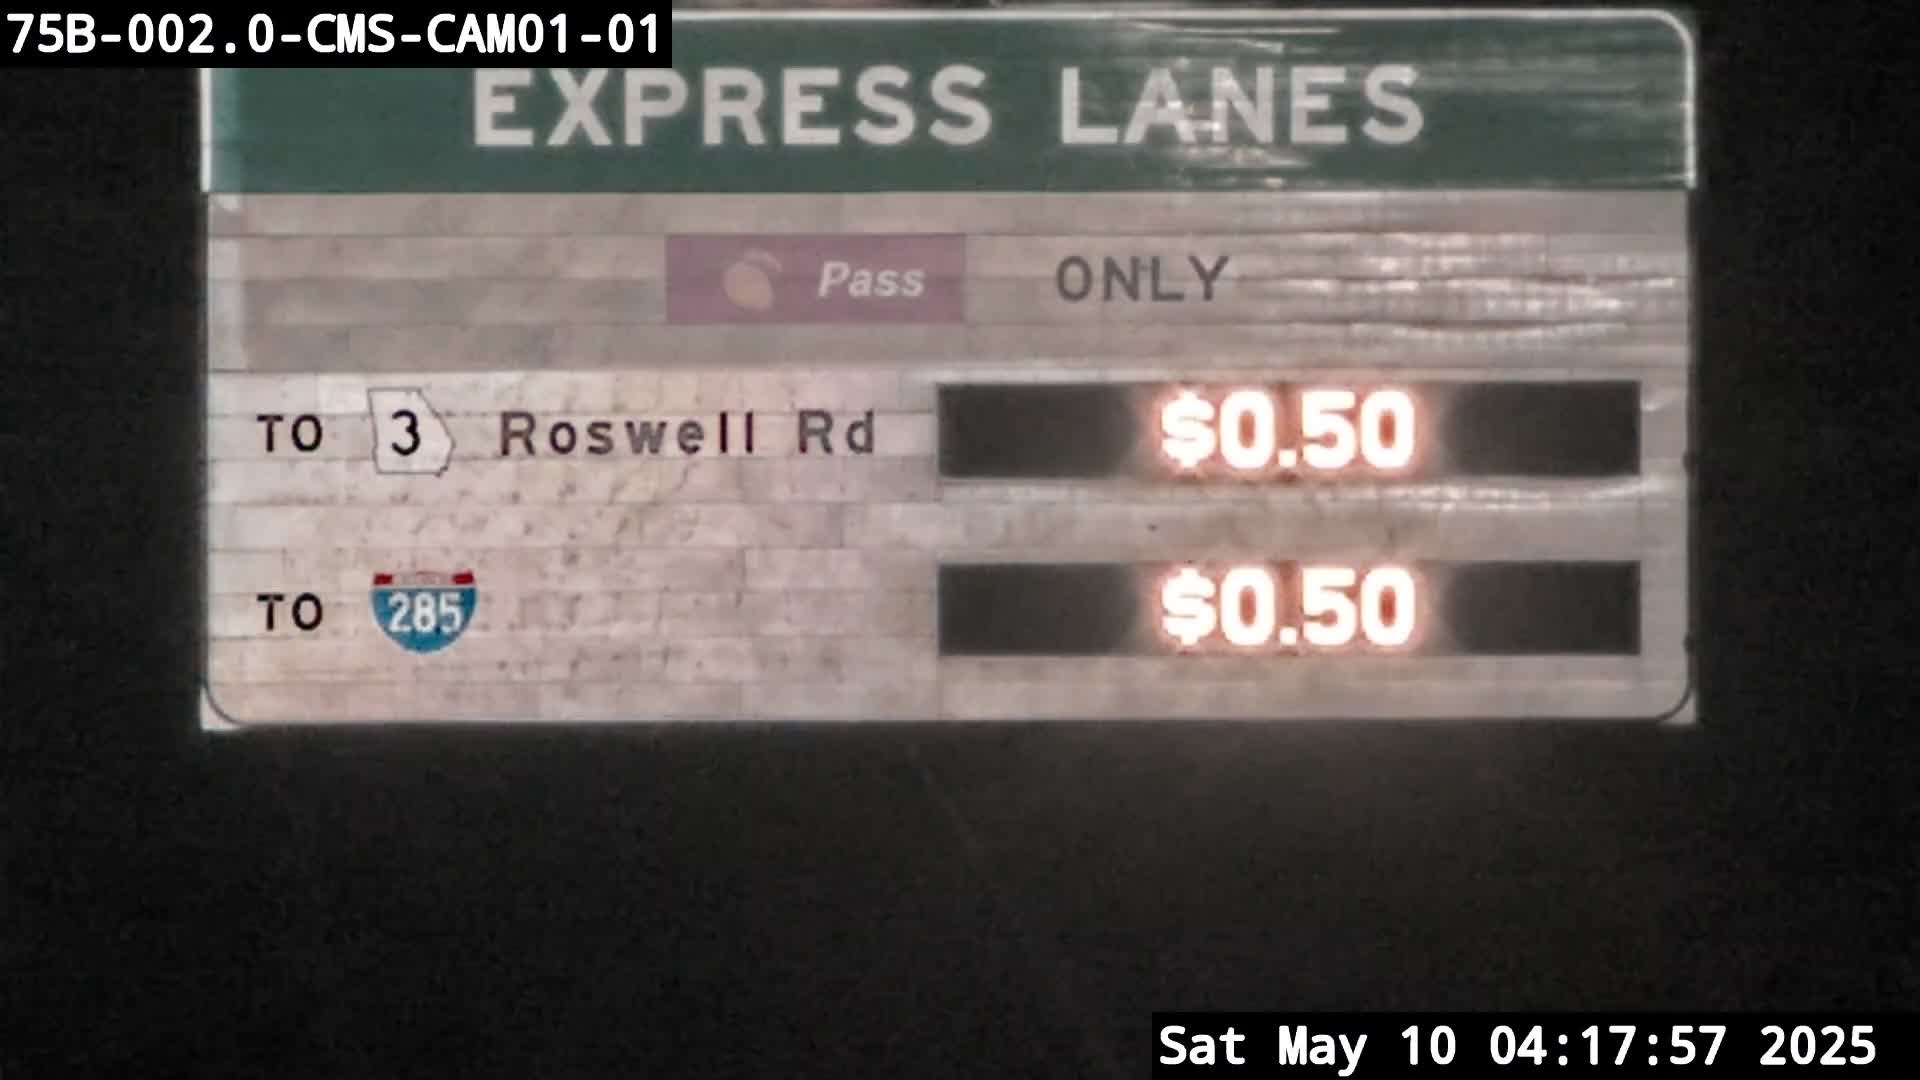 75B-002.0-CMS-CAM01-01
EXPRESS LANES
Pass ONLY
TO 3 Roswell Rd $0.50
TO 285 $0.50
Sat May 10 04:17:57 2025